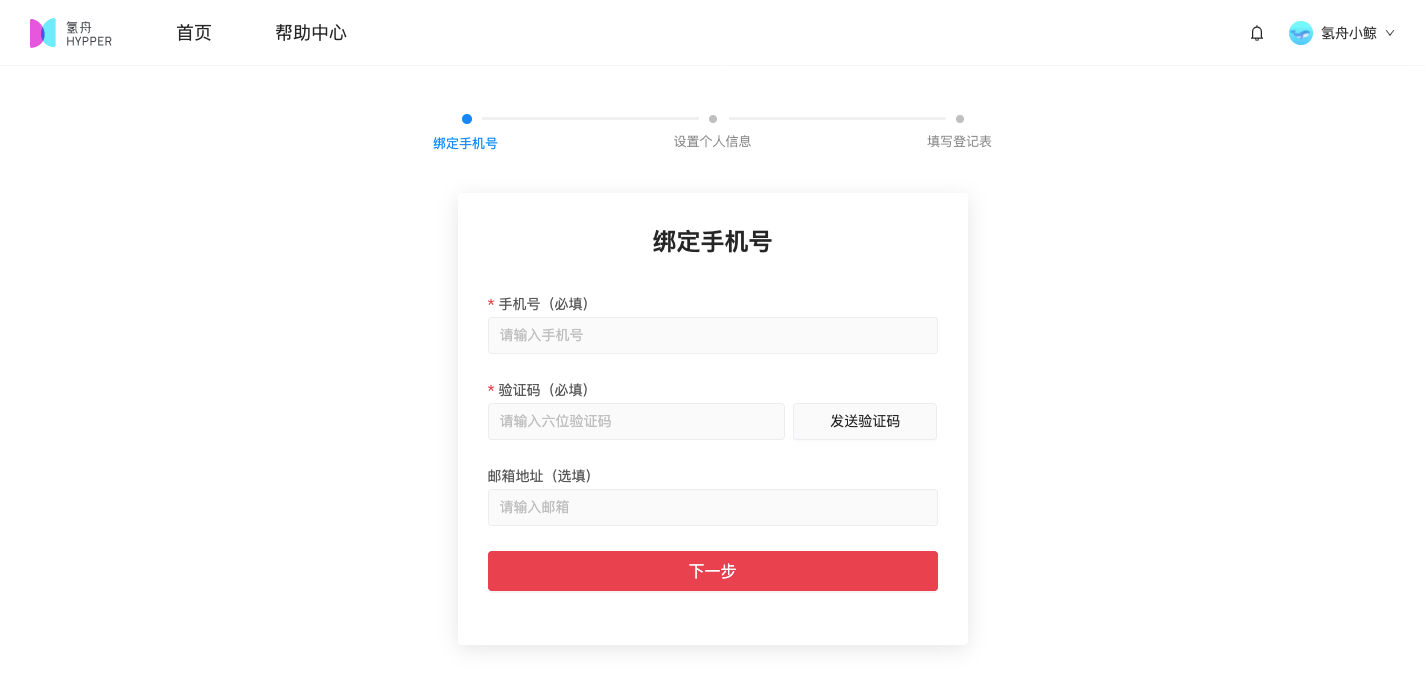 氢舟
HYPPER
首页
帮助中心
氢舟小鲸
绑定手机号
设置个人信息
填写登记表
绑定手机号
* 手机号（必填）
请输入手机号
* 验证码（必填）
请输入六位验证码
发送验证码
邮箱地址（选填）
请输入邮箱
下一步